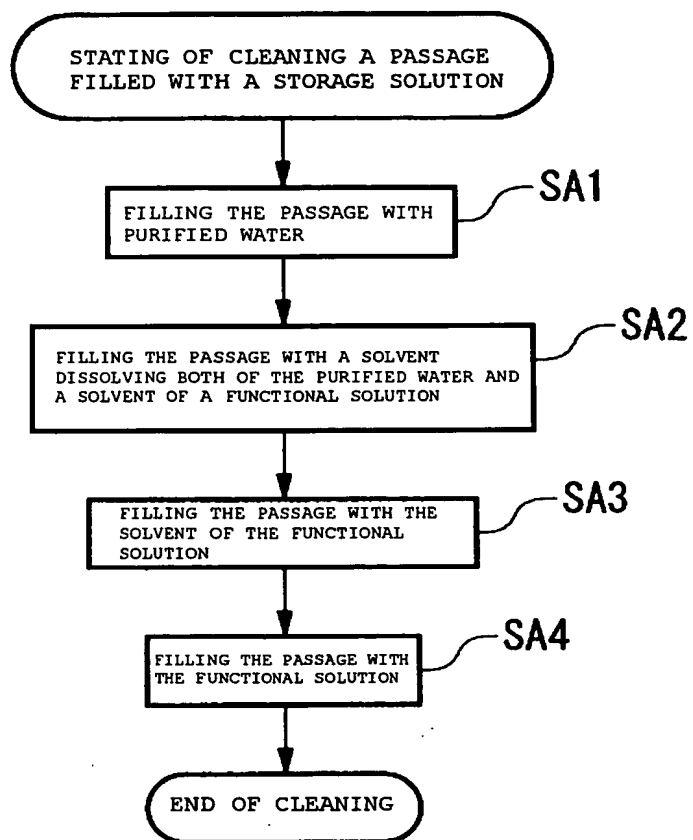 STATING OF CLEANING A PASSAGE
FILLED WITH A STORAGE SOLUTION
SA1
FILLING THE PASSAGE WITH
PURIFIED WATER
SA2
FILLING THE PASSAGE WITH A SOLVENT
DISSOLVING BOTH OF THE PURIFIED WATER AND
A SOLVENT OF A FUNCTIONAL SOLUTION
SA3
FILLING THE PASSAGE WITH THE
SOLVENT OF THE FUNCTIONAL
SOLUTION
SA4
FILLING THE PASSAGE WITH
THE FUNCTIONAL SOLUTION
END OF CLEANING